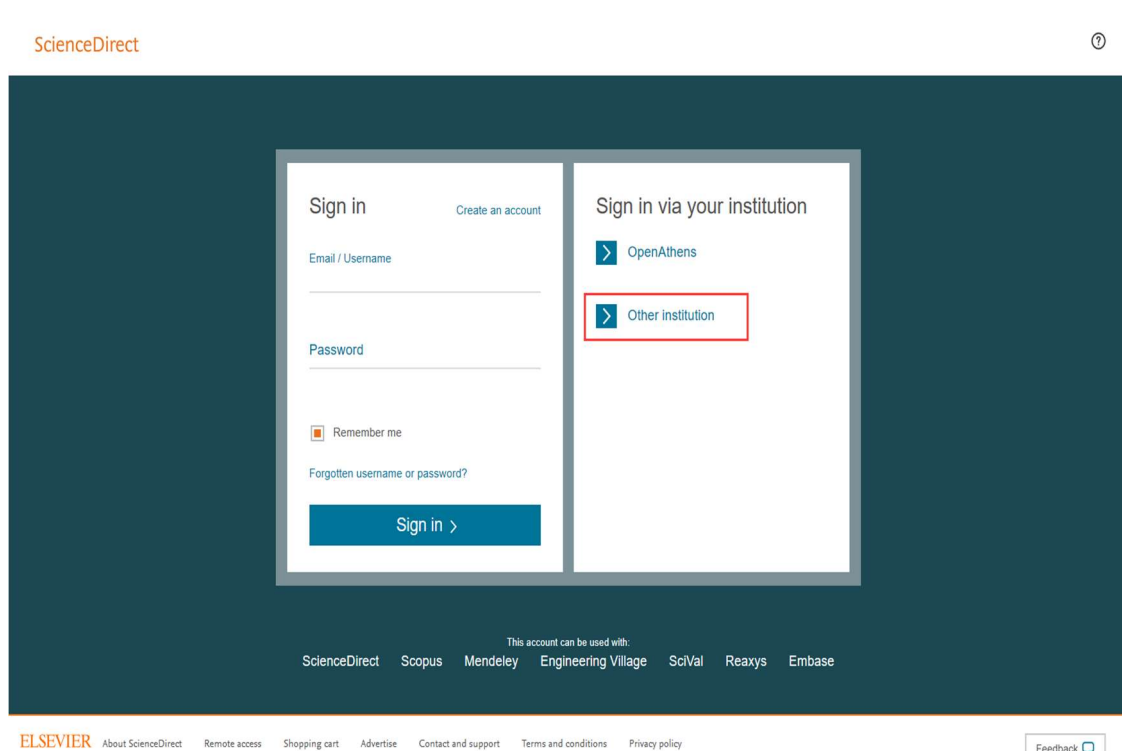 ScienceDirect
Sign in
Create an account
Email / Username
Password
Remember me
Forgotten username or password?
Sign in
Sign in via your institution
OpenAthens
Other institution
This account can be used with:
ScienceDirect Scopus Mendeley Engineering Village SciVal Reaxys Embase
ELSEVIER About ScienceDirect Remote access Shopping cart Advertise Contact and support Terms and conditions Privacy policy
Feedback